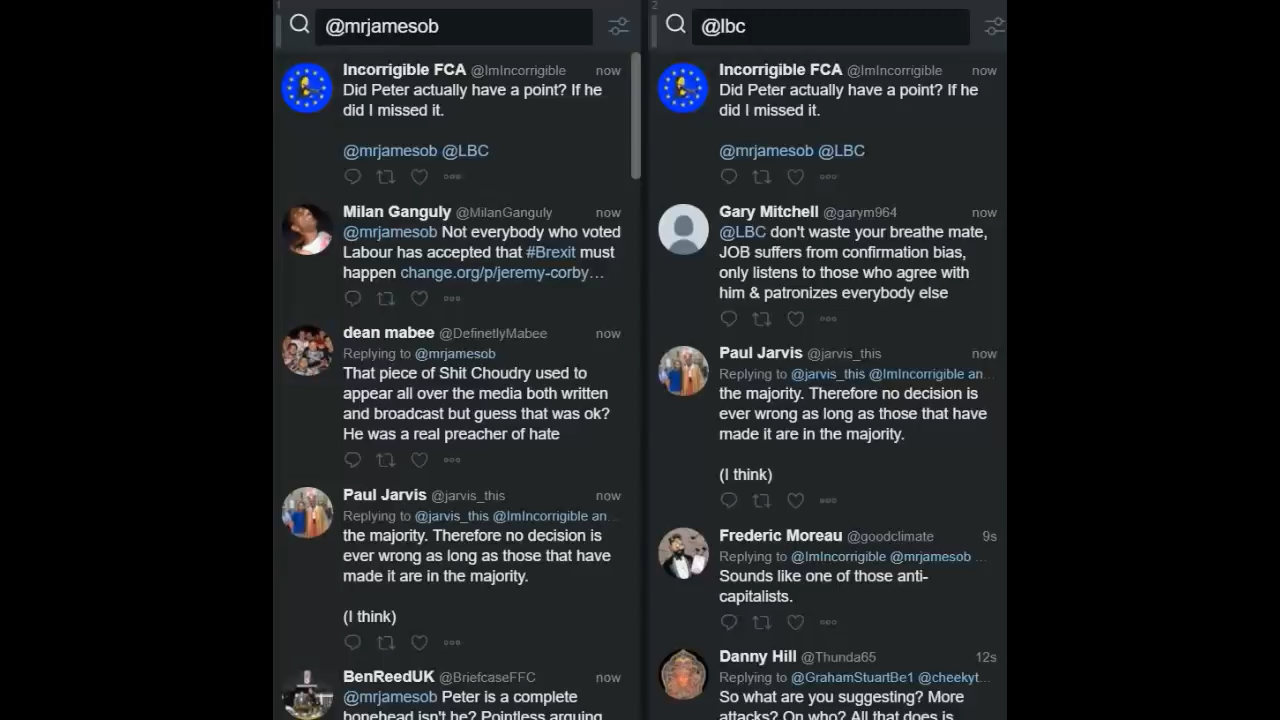 1
@mrjamesob
Incorrigible FCA @ImIncorrigible now
Did Peter actually have a point? If he
did I missed it.
@mrjamesob @LBC
Milan Ganguly @MilanGanguly now
@mrjamesob Not everybody who voted
Labour has accepted that #Brexit must
happen change.org/p/jeremy-corby…
dean mabee @DefinetlyMabee now
Replying to @mrjamesob
That piece of Shit Choudry used to
appear all over the media both written
and broadcast but guess that was ok?
He was a real preacher of hate
Paul Jarvis @jarvis_this now
Replying to @jarvis_this @ImIncorrigible an…
the majority. Therefore no decision is
ever wrong as long as those that have
made it are in the majority.
(I think)
BenReedUK @BriefcaseFFC now
@mrjamesob Peter is a complete
bonehead isn't he? Pointless arguing
2
@lbc
Incorrigible FCA @ImIncorrigible now
Did Peter actually have a point? If he
did I missed it.
@mrjamesob @LBC
Gary Mitchell @garym964 now
@LBC don't waste your breathe mate,
JOB suffers from confirmation bias,
only listens to those who agree with
him & patronizes everybody else
Paul Jarvis @jarvis_this now
Replying to @jarvis_this @ImIncorrigible an…
the majority. Therefore no decision is
ever wrong as long as those that have
made it are in the majority.
(I think)
Frederic Moreau @goodclimate 9s
Replying to @ImIncorrigible @mrjamesob …
Sounds like one of those anti-
capitalists.
Danny Hill @Thunda65 12s
Replying to @GrahamStuartBe1 @cheekyt…
So what are you suggesting? More
attacks? On who? All that does is